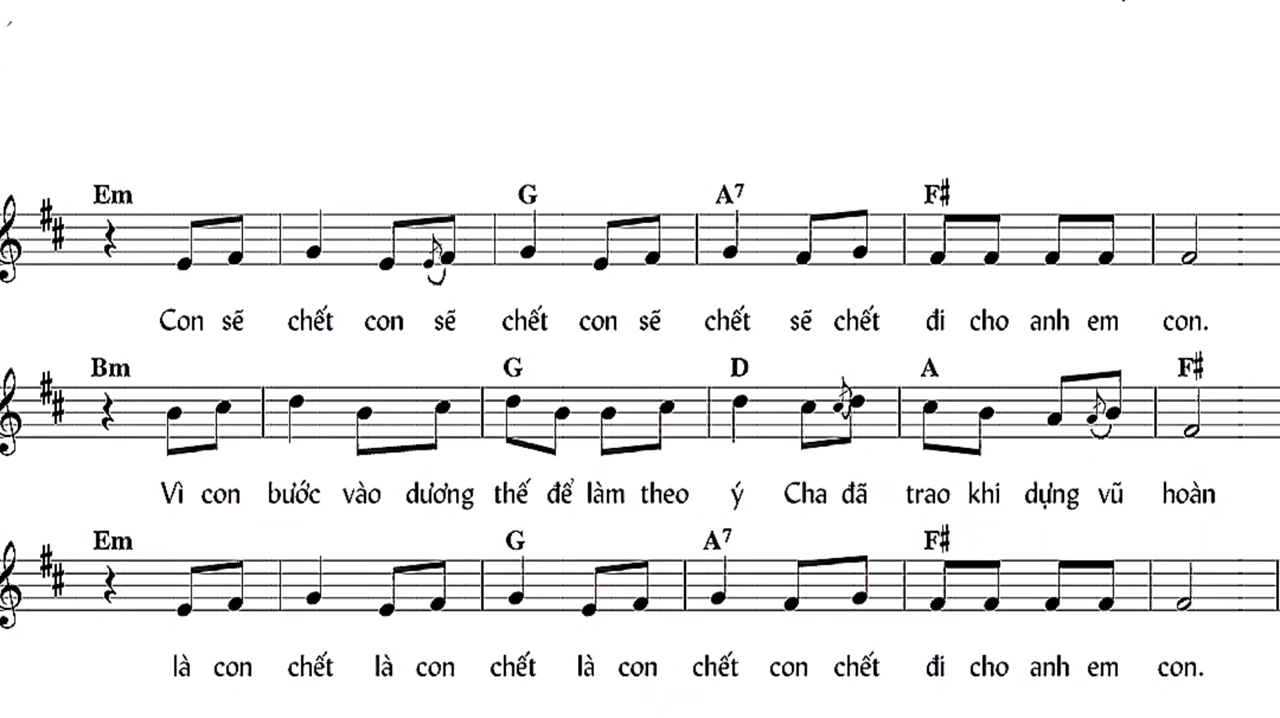 Em G A7 F#
Con sẽ chết con sẽ chết con sẽ chết sẽ chết đi cho anh em con.
Bm G D A F#
Vì con bước vào dương thế để làm theo ý Cha đã trao khi dựng vũ hoàn
Em G A7 F#
là con chết là con chết là con chết con chết đi cho anh em con.